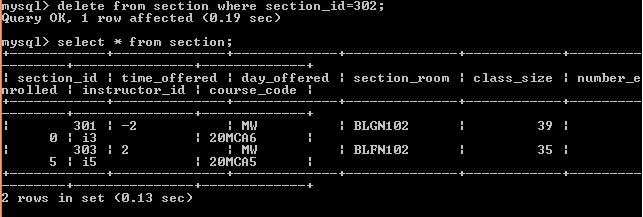 mysql> delete from section where section_id=302;
Query OK, 1 row affected (0.19 sec)
mysql> select * from section;
+------------+--------------+-------------+--------------+------------+---------
--------+---------------+-------------+
| section_id | time_offered | day_offered | section_room | class_size | number_e
nrolled | instructor_id | course_code |
+------------+--------------+-------------+--------------+------------+---------
--------+---------------+-------------+
|        301 | -2           | MW          | BLGN102      |         39 |
      0 | i3            | 20MCA6      |
|        303 | 2            | MW          | BLFN102      |         35 |
      5 | i5            | 20MCA5      |
+------------+--------------+-------------+--------------+------------+---------
--------+---------------+-------------+
2 rows in set (0.13 sec)